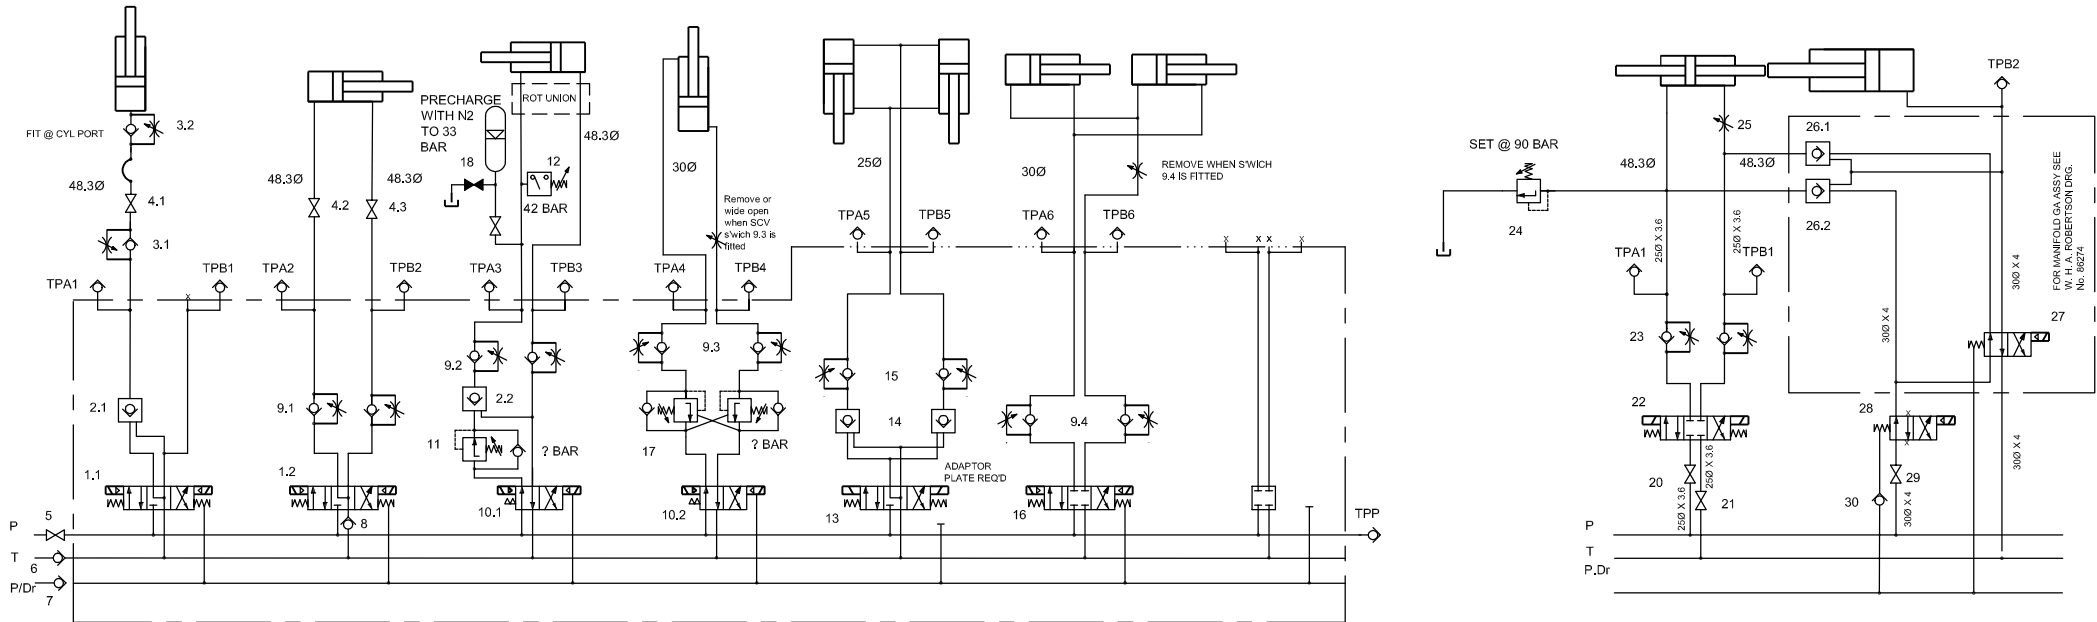 FIT @ CYL PORT
3.2
48.3Ø
4.1
3.1
TPA1
TPB1
2.1
1.1
48.3Ø
48.3Ø
4.2
4.3
TPA2
TPB2
9.1
1.2
8
PRECHARGE
WITH N2
TO 33
BAR
ROT UNION
48.3Ø
18
12
42 BAR
TPA3
TPB3
9.2
2.2
11
? BAR
10.1
30Ø
Remove or
wide open
when SCV
s'wich 9.3 is
fitted
TPA4
TPB4
9.3
17
? BAR
10.2
25Ø
TPA5
TPB5
15
14
ADAPTOR
PLATE REQ'D
13
30Ø
REMOVE WHEN S'WICH
9.4 IS FITTED
TPA6
TPB6
9.4
16
x
x
x x
x
P
5
T
6
P/Dr
7
TPP
TPB2
25
26.1
SET @ 90 BAR
48.3Ø
48.3Ø
24
26.2
25Ø X 3.6
25Ø X 3.6
TPA1
TPB1
FOR MANIFOLD GA ASSY SEE
W. H. A. ROBERTSON DRG.
No. 86274
30Ø X 4
30Ø X 4
27
23
22
28
x
x
20
21
25Ø X 3.6
25Ø X 3.6
29
30
30Ø X 4
30Ø X 4
P
T
P.Dr